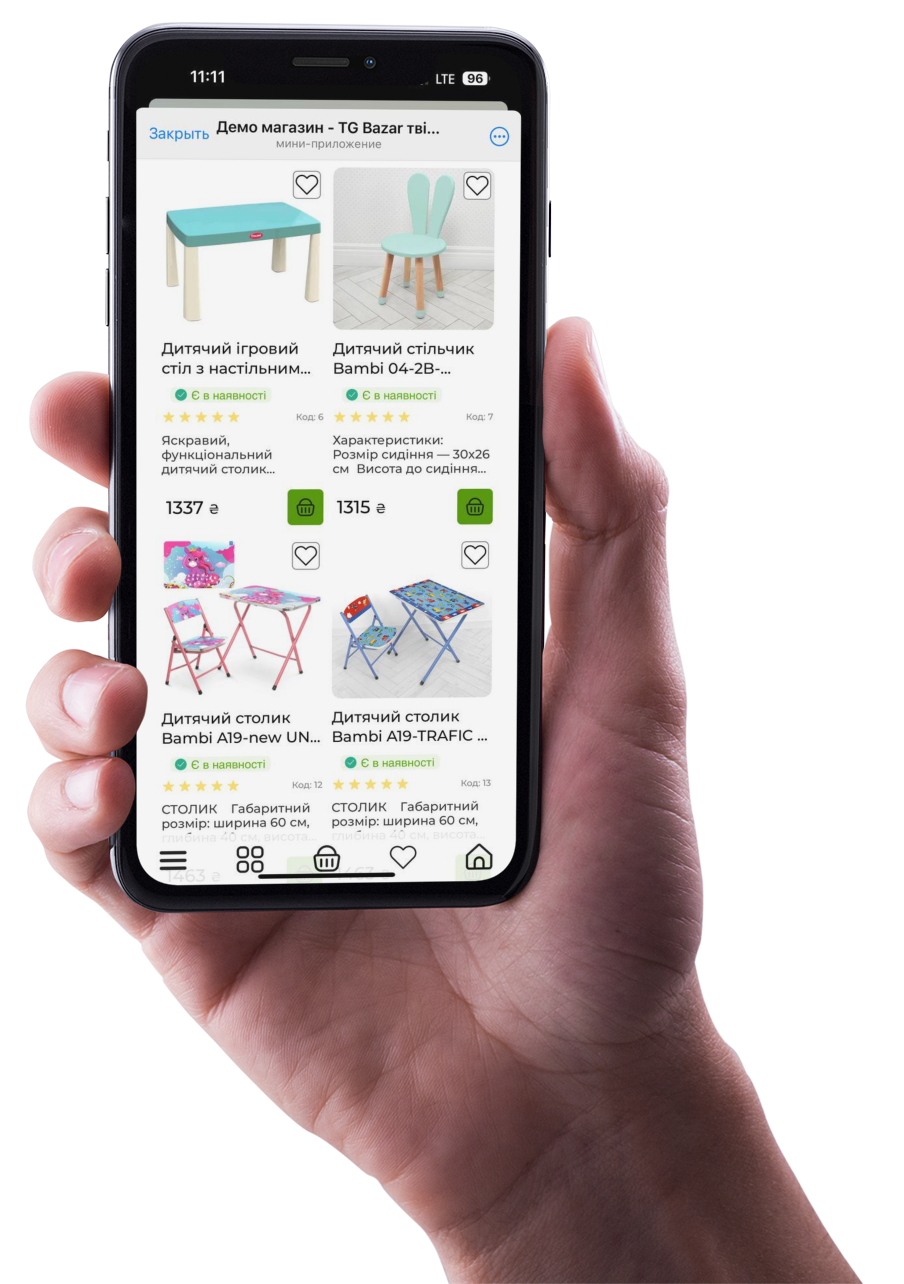 11:11
LTE 96
Закрыть Демо магазин - TG Bazar тві...
мини-приложение
Дитячий ігровий
стіл з настільним...
Є в наявності
Код: 6
Яскравий,
функціональний
дитячий столик...
1337 ₴
Дитячий стільчик
Bambi 04-2B-...
Є в наявності
Код: 7
Характеристики:
Розмір сидіння — 30х26
см Висота до сидіння...
1315 ₴
Дитячий столик
Bambi A19-new UN...
Є в наявності
Код: 12
СТОЛИК Габаритний
розмір: ширина 60 см,
глибина 40 см, висота...
1463 ₴
Дитячий столик
Bambi A19-TRAFIC ...
Є в наявності
Код: 13
СТОЛИК Габаритний
розмір: ширина 60 см,
глибина 40 см, висота...
1463